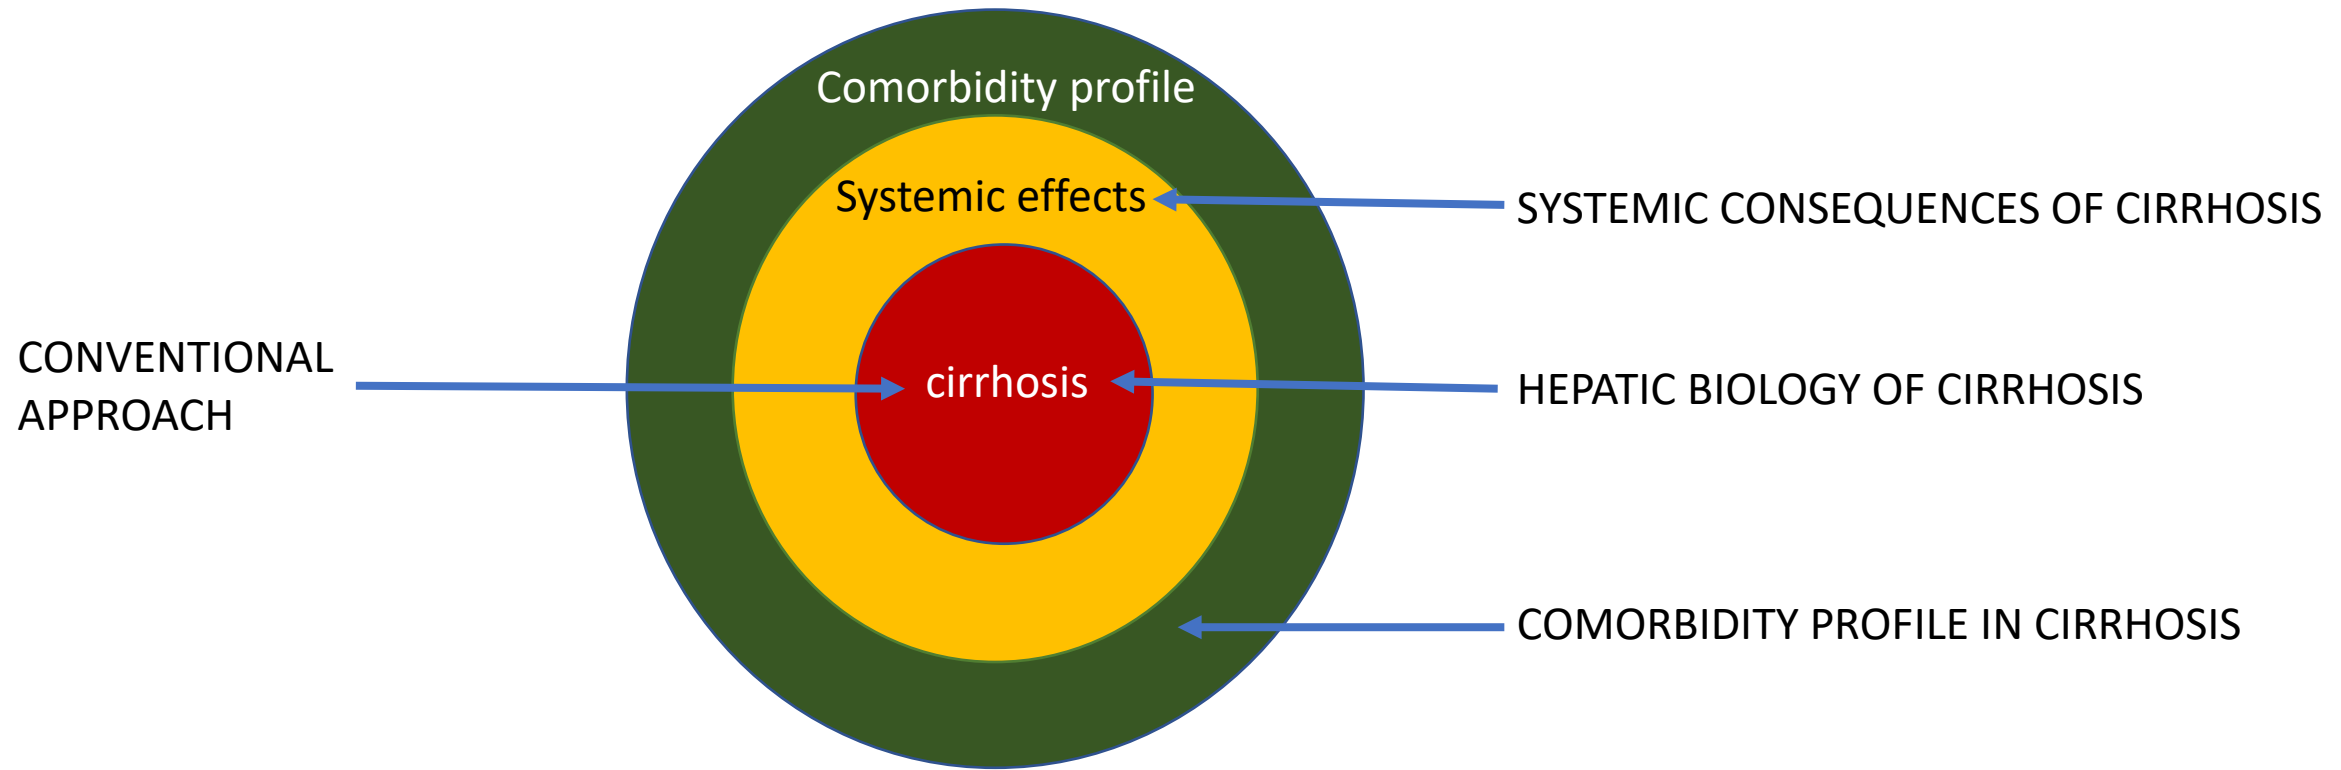 Comorbidity profile
Systemic effects
SYSTEMIC CONSEQUENCES OF CIRRHOSIS
CONVENTIONAL
APPROACH
cirrhosis
HEPATIC BIOLOGY OF CIRRHOSIS
COMORBIDITY PROFILE IN CIRRHOSIS